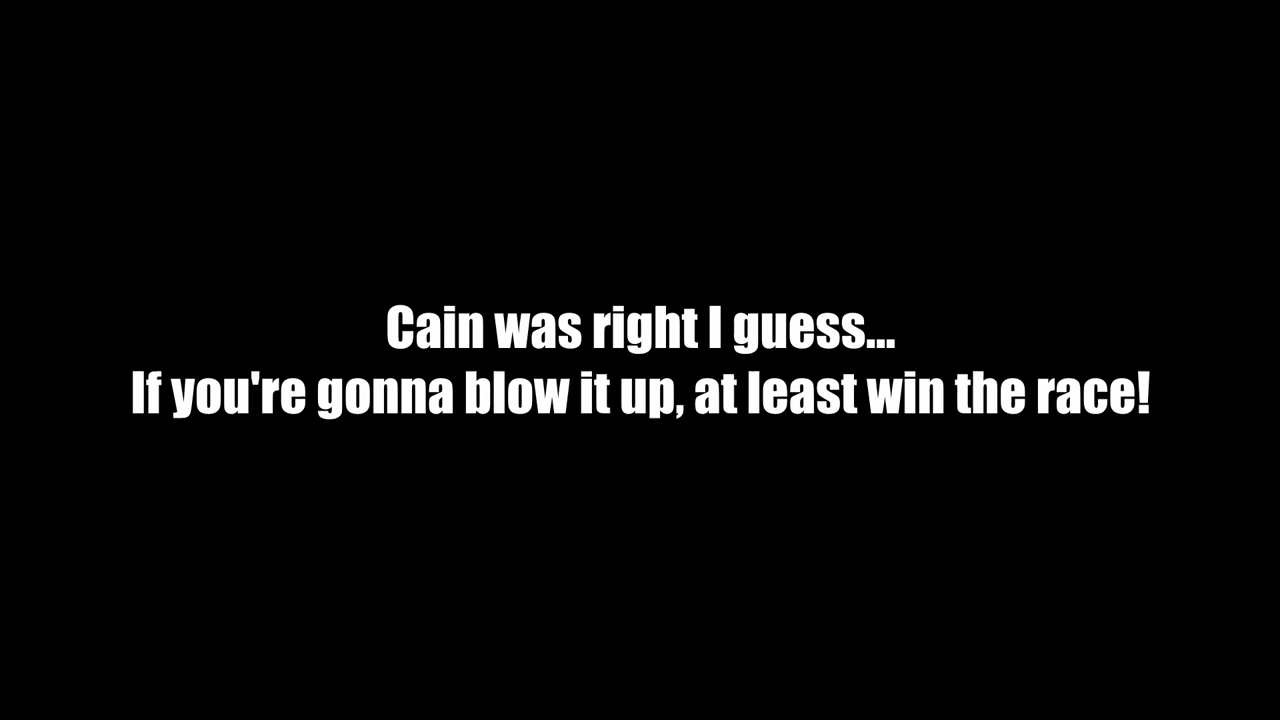 Cain was right I guess...
If you're gonna blow it up, at least win the race!